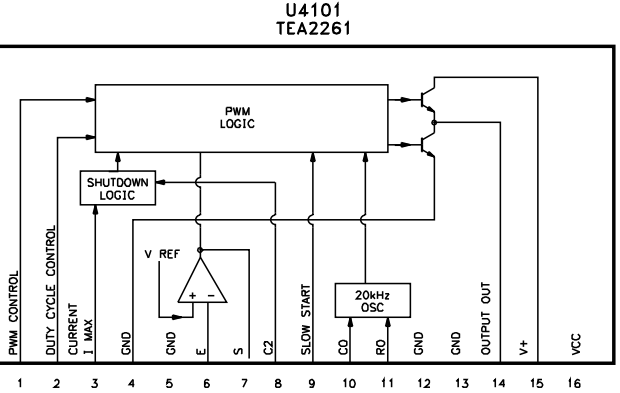 U4101
TEA2261
PWM
LOGIC
SHUTDOWN
LOGIC
V REF
+ −
20kHz
OSC
PWM CONTROL
DUTY CYCLE CONTROL
CURRENT
I MAX
GND
GND
E
S
C2
SLOW START
CO
RO
GND
GND
OUTPUT OUT
V+
VCC
1 2 3 4 5 6 7 8 9 10 11 12 13 14 15 16